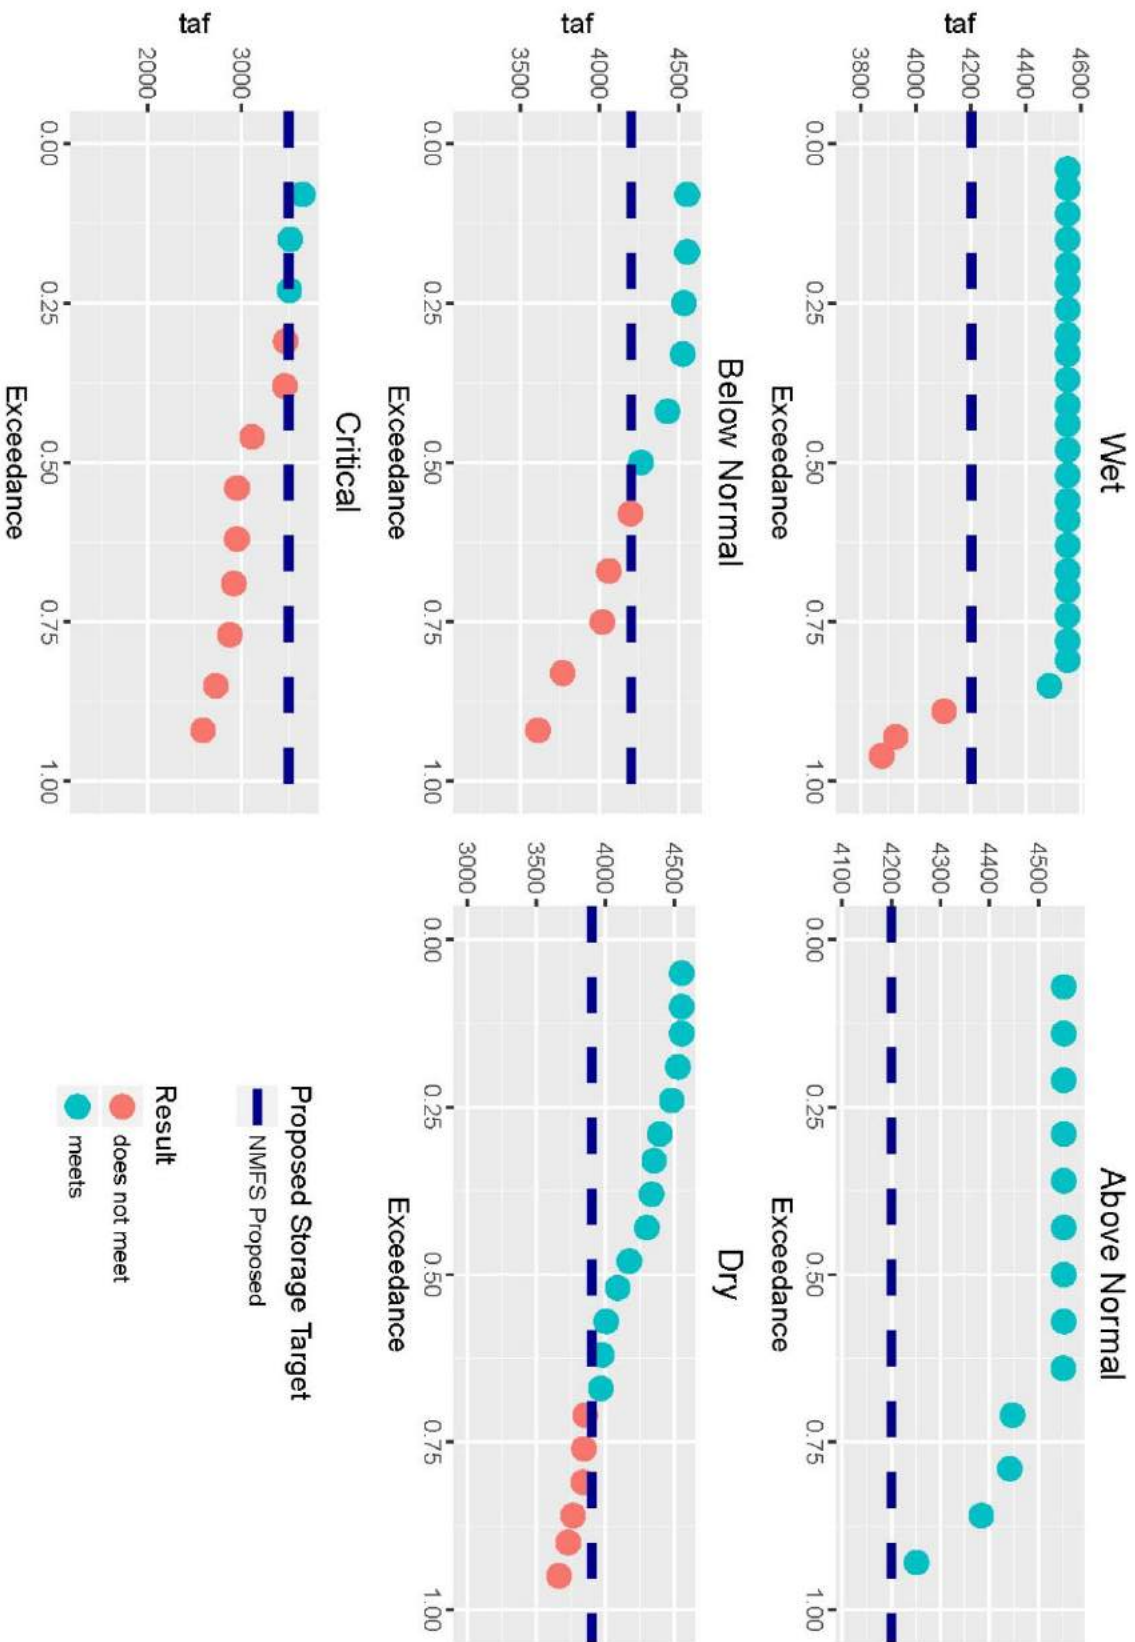 Wet
taf
4600
4400
4200
4000
3800
0.00
0.25
0.50
0.75
1.00
Exceedance
Above Normal
4500
4400
4300
4200
4100
0.00
0.25
0.50
0.75
1.00
Exceedance
Below Normal
taf
4500
4000
3500
0.00
0.25
0.50
0.75
1.00
Exceedance
Dry
4500
4000
3500
3000
0.00
0.25
0.50
0.75
1.00
Exceedance
Critical
taf
3000
2000
0.00
0.25
0.50
0.75
1.00
Exceedance
Proposed Storage Target
NMFS Proposed
Result
does not meet
meets